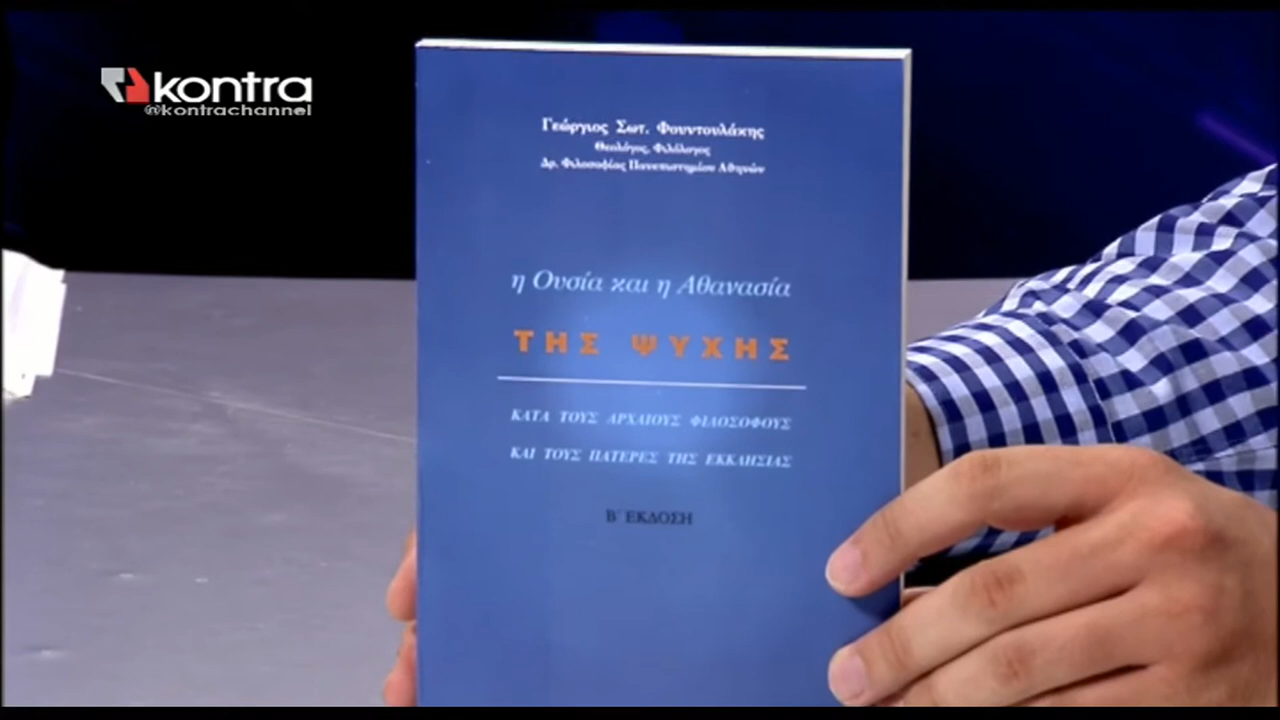 kontra
@kontrachannel
Γεώργιος Σωτ. Φουντουλάκης
Θεολόγος, Φιλόλογος
Δρ. Φιλοσοφίας Πανεπιστημίου Αθηνών
η Ουσία και η Αθανασία
ΤΗΣ ΨΥΧΗΣ
ΚΑΤΑ ΤΟΥΣ ΑΡΧΑΙΟΥΣ ΦΙΛΟΣΟΦΟΥΣ
ΚΑΙ ΤΟΥΣ ΠΑΤΕΡΕΣ ΤΗΣ ΕΚΚΛΗΣΙΑΣ
Β΄ ΕΚΔΟΣΗ